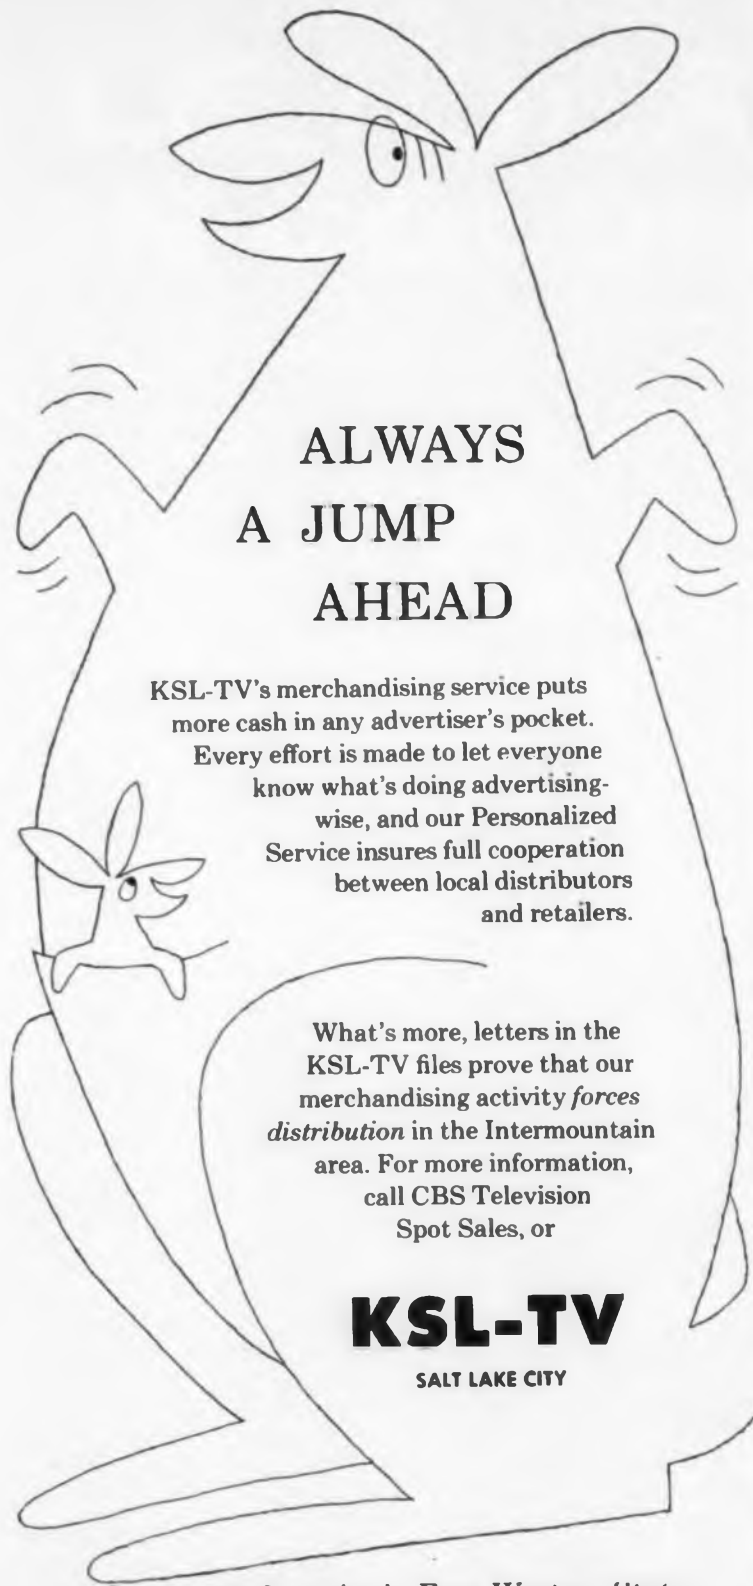 ALWAYS
A JUMP
AHEAD
KSL-TV's merchandising service puts
more cash in any advertiser's pocket.
Every effort is made to let everyone
know what's doing advertising-
wise, and our Personalized
Service insures full cooperation
between local distributors
and retailers.
What's more, letters in the
KSL-TV files prove that our
merchandising activity forces
distribution in the Intermountain
area. For more information,
call CBS Television
Spot Sales, or
KSL-TV
SALT LAKE CITY